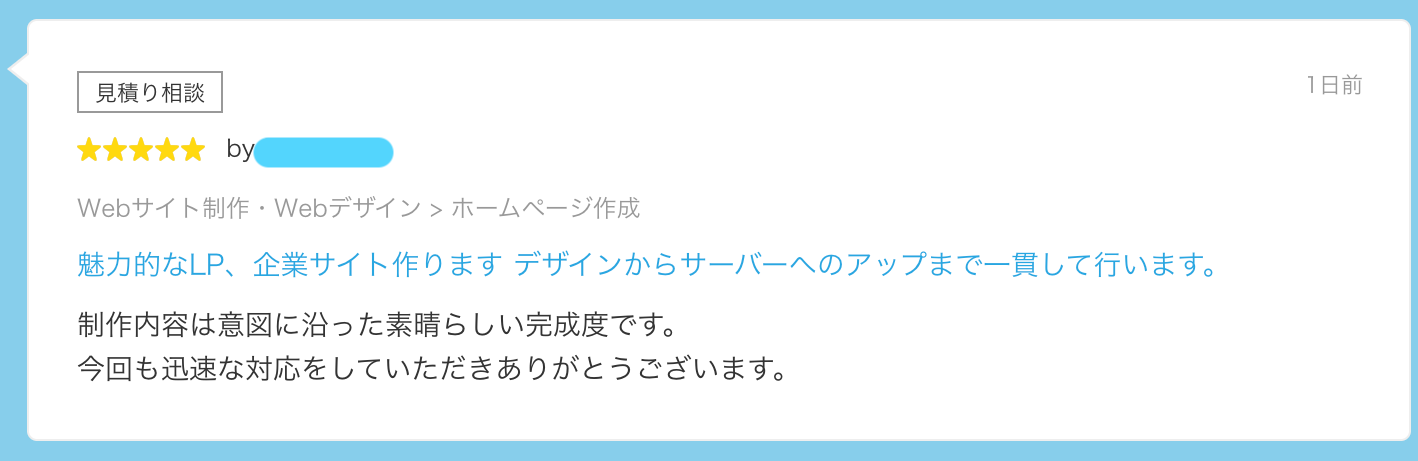 見積り相談
1日前
★★★★★ by
Webサイト制作・Webデザイン > ホームページ作成
魅力的なLP、企業サイト作ります デザインからサーバーへのアップまで一貫して行います。
制作内容は意図に沿った素晴らしい完成度です。
今回も迅速な対応をしていただきありがとうございます。